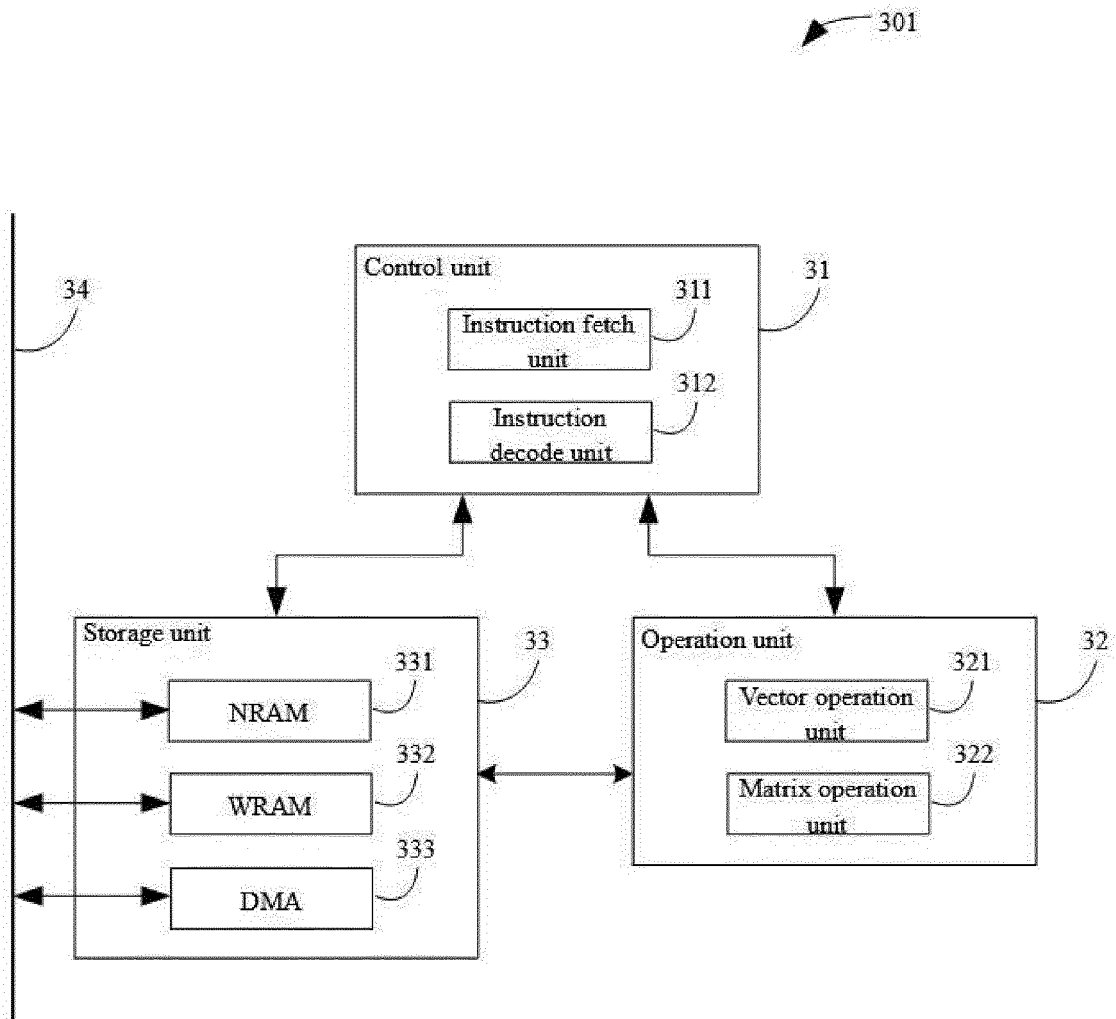 301
34
Control unit
31
311
Instruction fetch
unit
312
Instruction
decode unit
Storage unit
33
331
NRAM
332
WRAM
333
DMA
Operation unit
32
321
Vector operation
unit
322
Matrix operation
unit